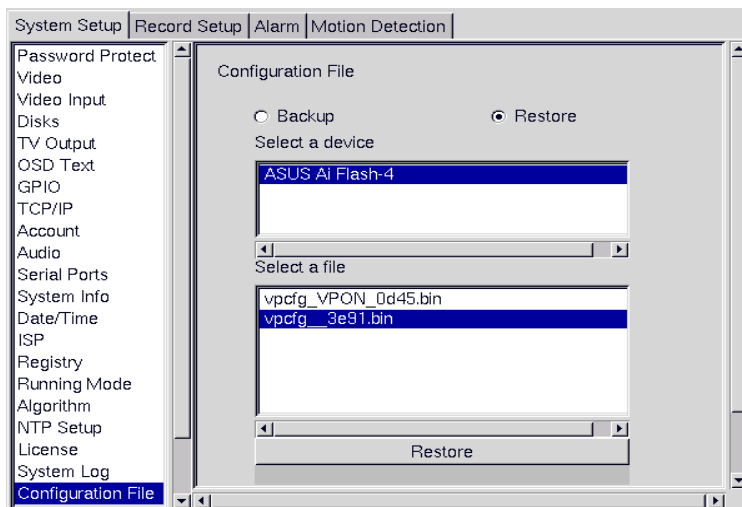 System Setup Record Setup Alarm Motion Detection
Password Protect
Video
Video Input
Disks
TV Output
OSD Text
GPIO
TCP/IP
Account
Audio
Serial Ports
System Info
Date/Time
ISP
Registry
Running Mode
Algorithm
NTP Setup
License
System Log
Configuration File
Configuration File
Backup Restore
Select a device
ASUS Ai Flash-4
Select a file
vpcfg_VPON_0d45.bin
vpcfg__3e91.bin
Restore